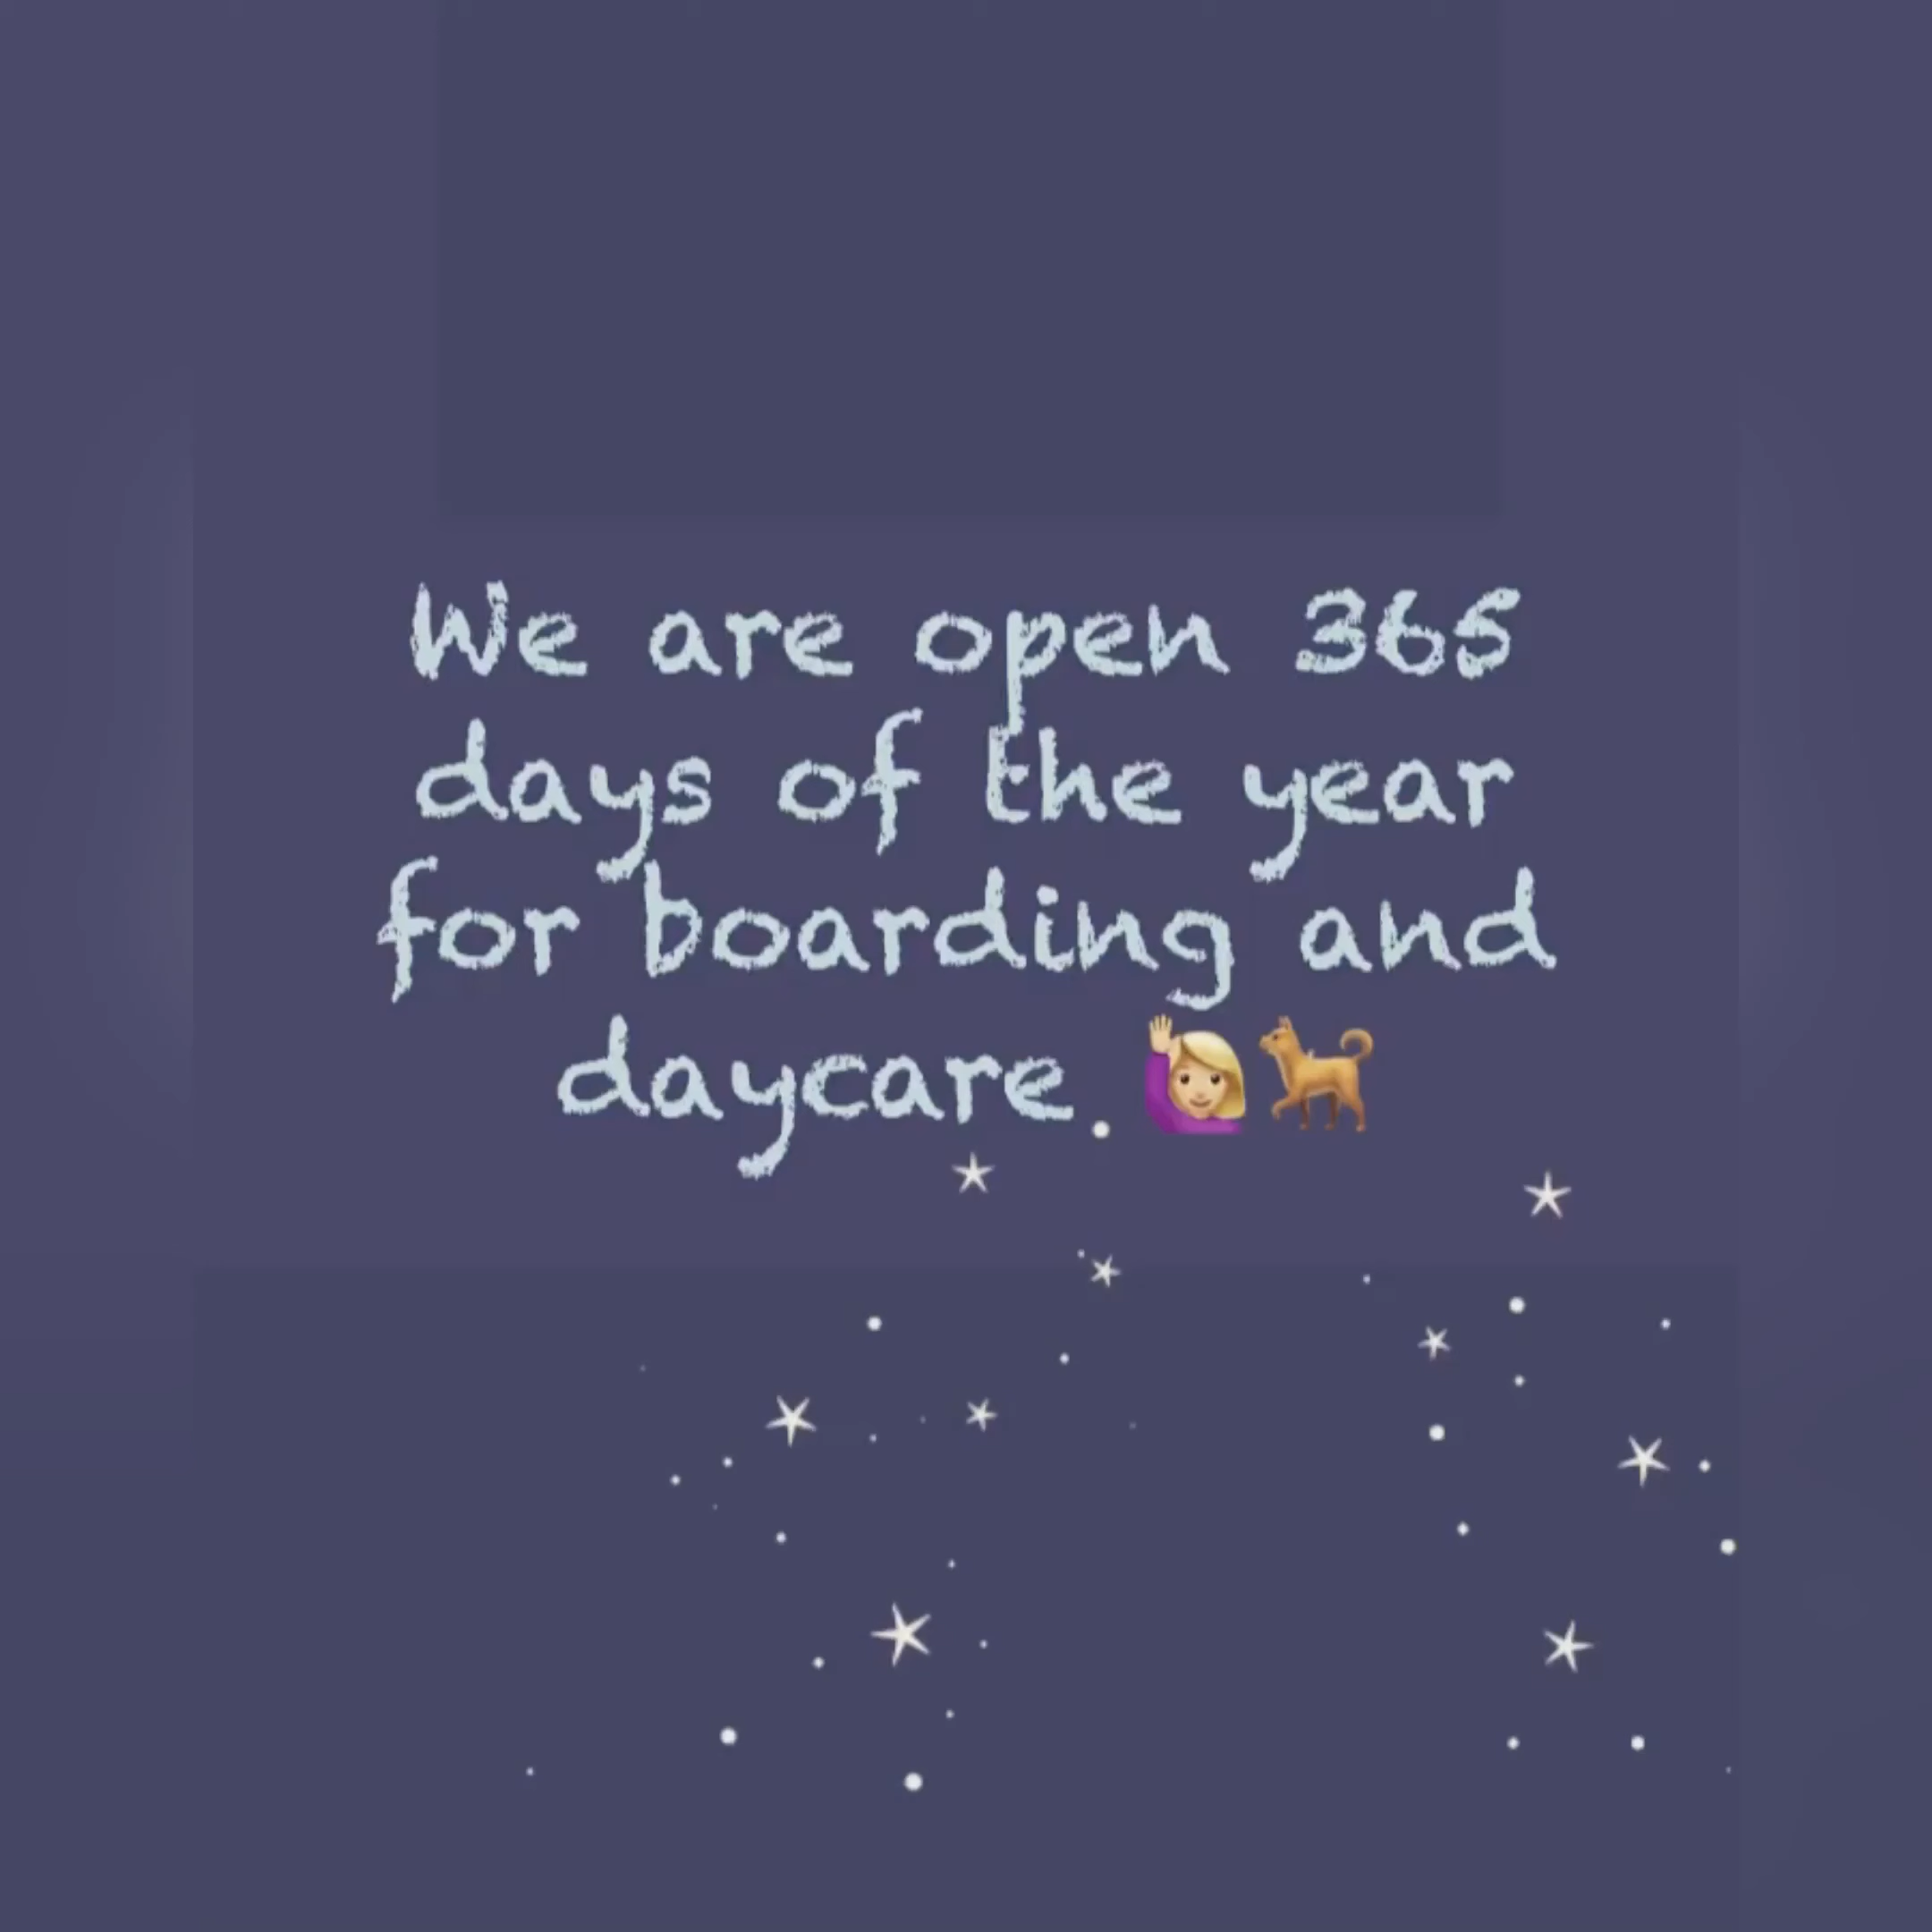 We are open 365
days of the year
for boarding and
daycare. 🙋🏼‍♀️🐕